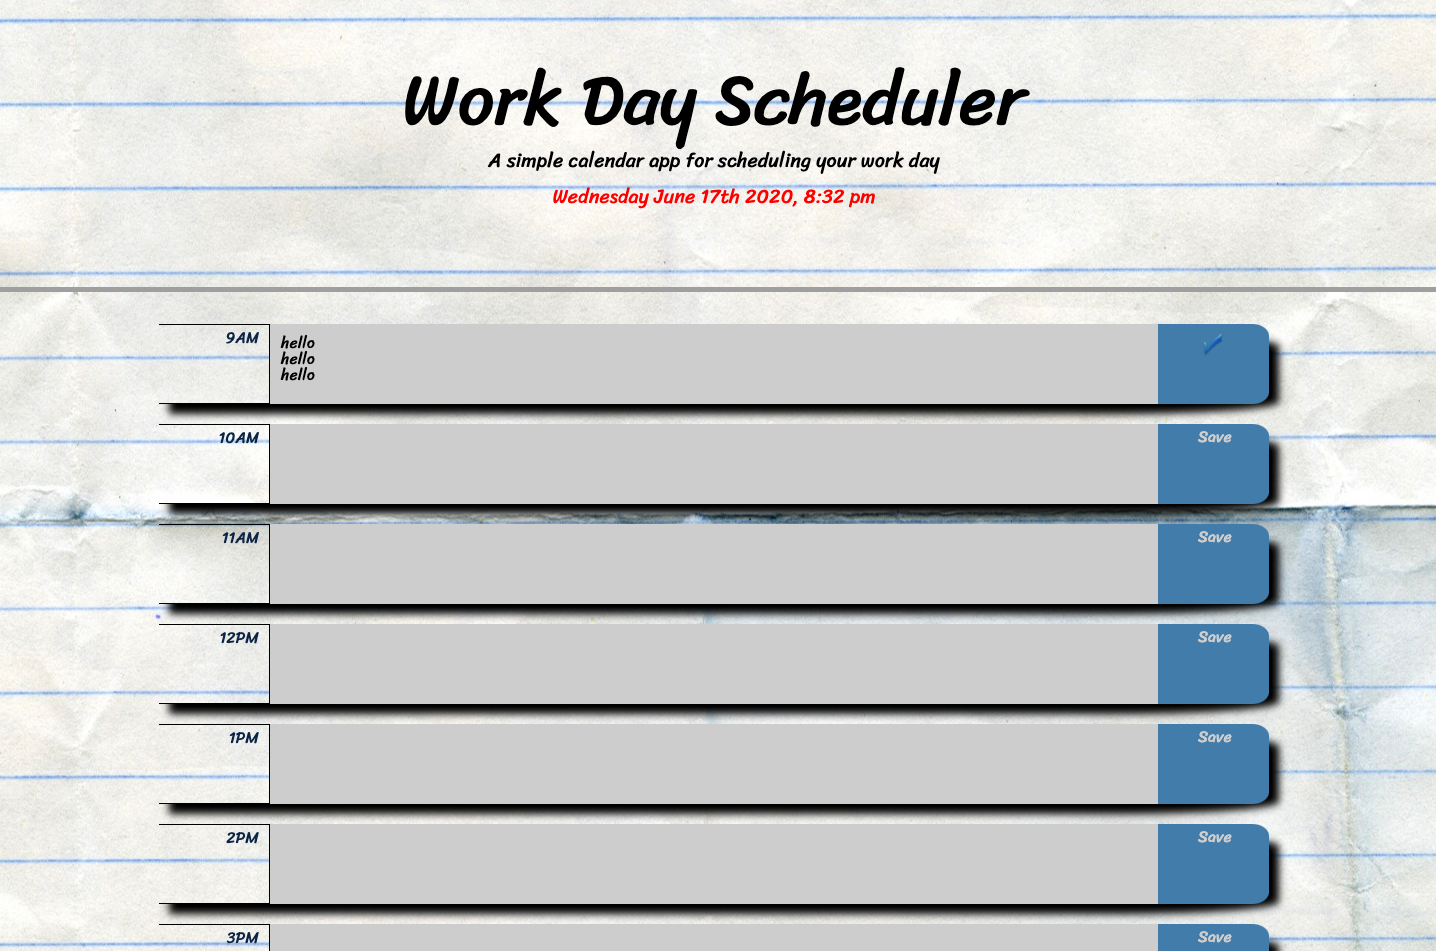 Work Day Scheduler
A simple calendar app for scheduling your work day
Wednesday June 17th 2020, 8:32 pm
9AM
hello
hello
hello
10AM
Save
11AM
Save
12PM
Save
1PM
Save
2PM
Save
3PM
Save